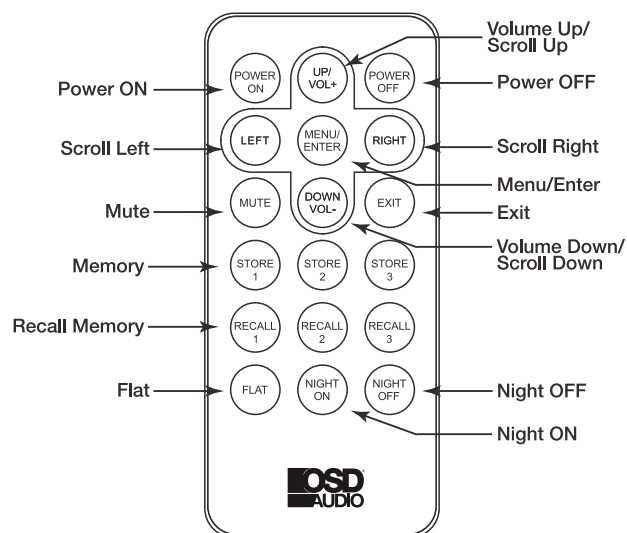 Volume Up/
Scroll Up
Power ON
POWER
ON
UP/
VOL+
POWER
OFF
Power OFF
Scroll Left
LEFT
MENU/
ENTER
RIGHT
Scroll Right
Menu/Enter
Mute
MUTE
DOWN
VOL-
EXIT
Exit
Volume Down/
Scroll Down
Memory
STORE
1
STORE
2
STORE
3
Recall Memory
RECALL
1
RECALL
2
RECALL
3
Flat
FLAT
NIGHT
ON
NIGHT
OFF
Night OFF
Night ON
OSD
AUDIO